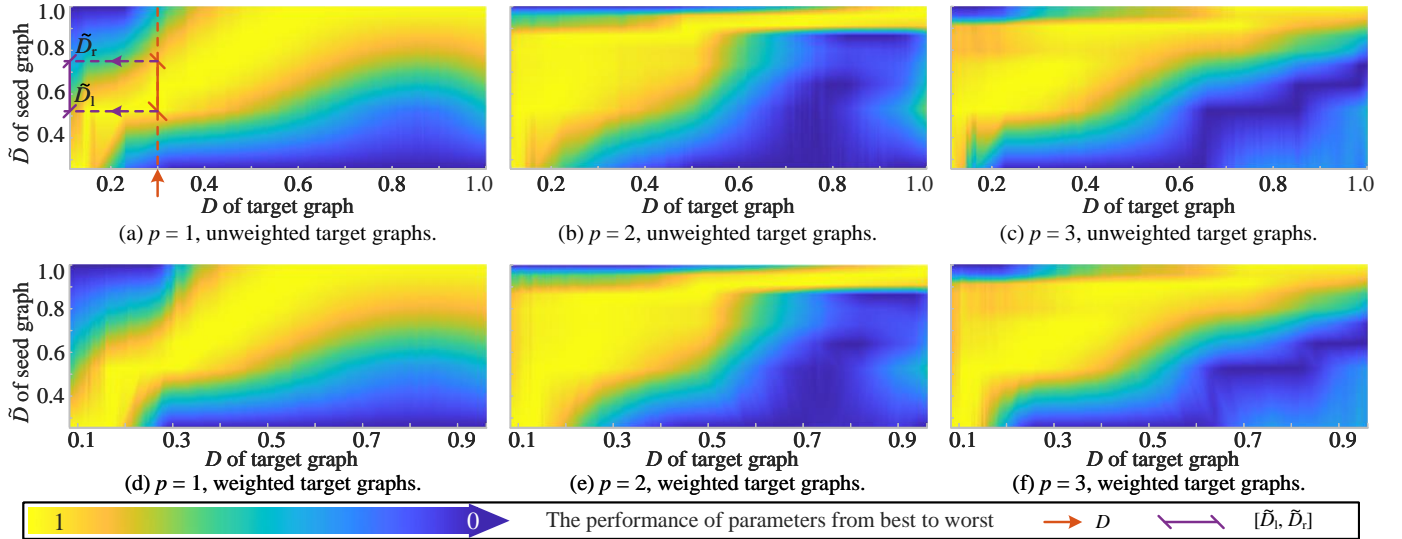 D̃ of seed graph
1.0
0.8
0.6
0.4
D̃r
D̃l
0.2 0.4 0.6 0.8 1.0
D of target graph
(a) p = 1, unweighted target graphs.
0.2 0.4 0.6 0.8 1.0
D of target graph
(b) p = 2, unweighted target graphs.
0.2 0.4 0.6 0.8 1.0
D of target graph
(c) p = 3, unweighted target graphs.
D̃ of seed graph
1.0
0.8
0.6
0.4
0.1 0.3 0.5 0.7 0.9
D of target graph
(d) p = 1, weighted target graphs.
0.1 0.3 0.5 0.7 0.9
D of target graph
(e) p = 2, weighted target graphs.
0.1 0.3 0.5 0.7 0.9
D of target graph
(f) p = 3, weighted target graphs.
1 0 The performance of parameters from best to worst D [D̃l, D̃r]